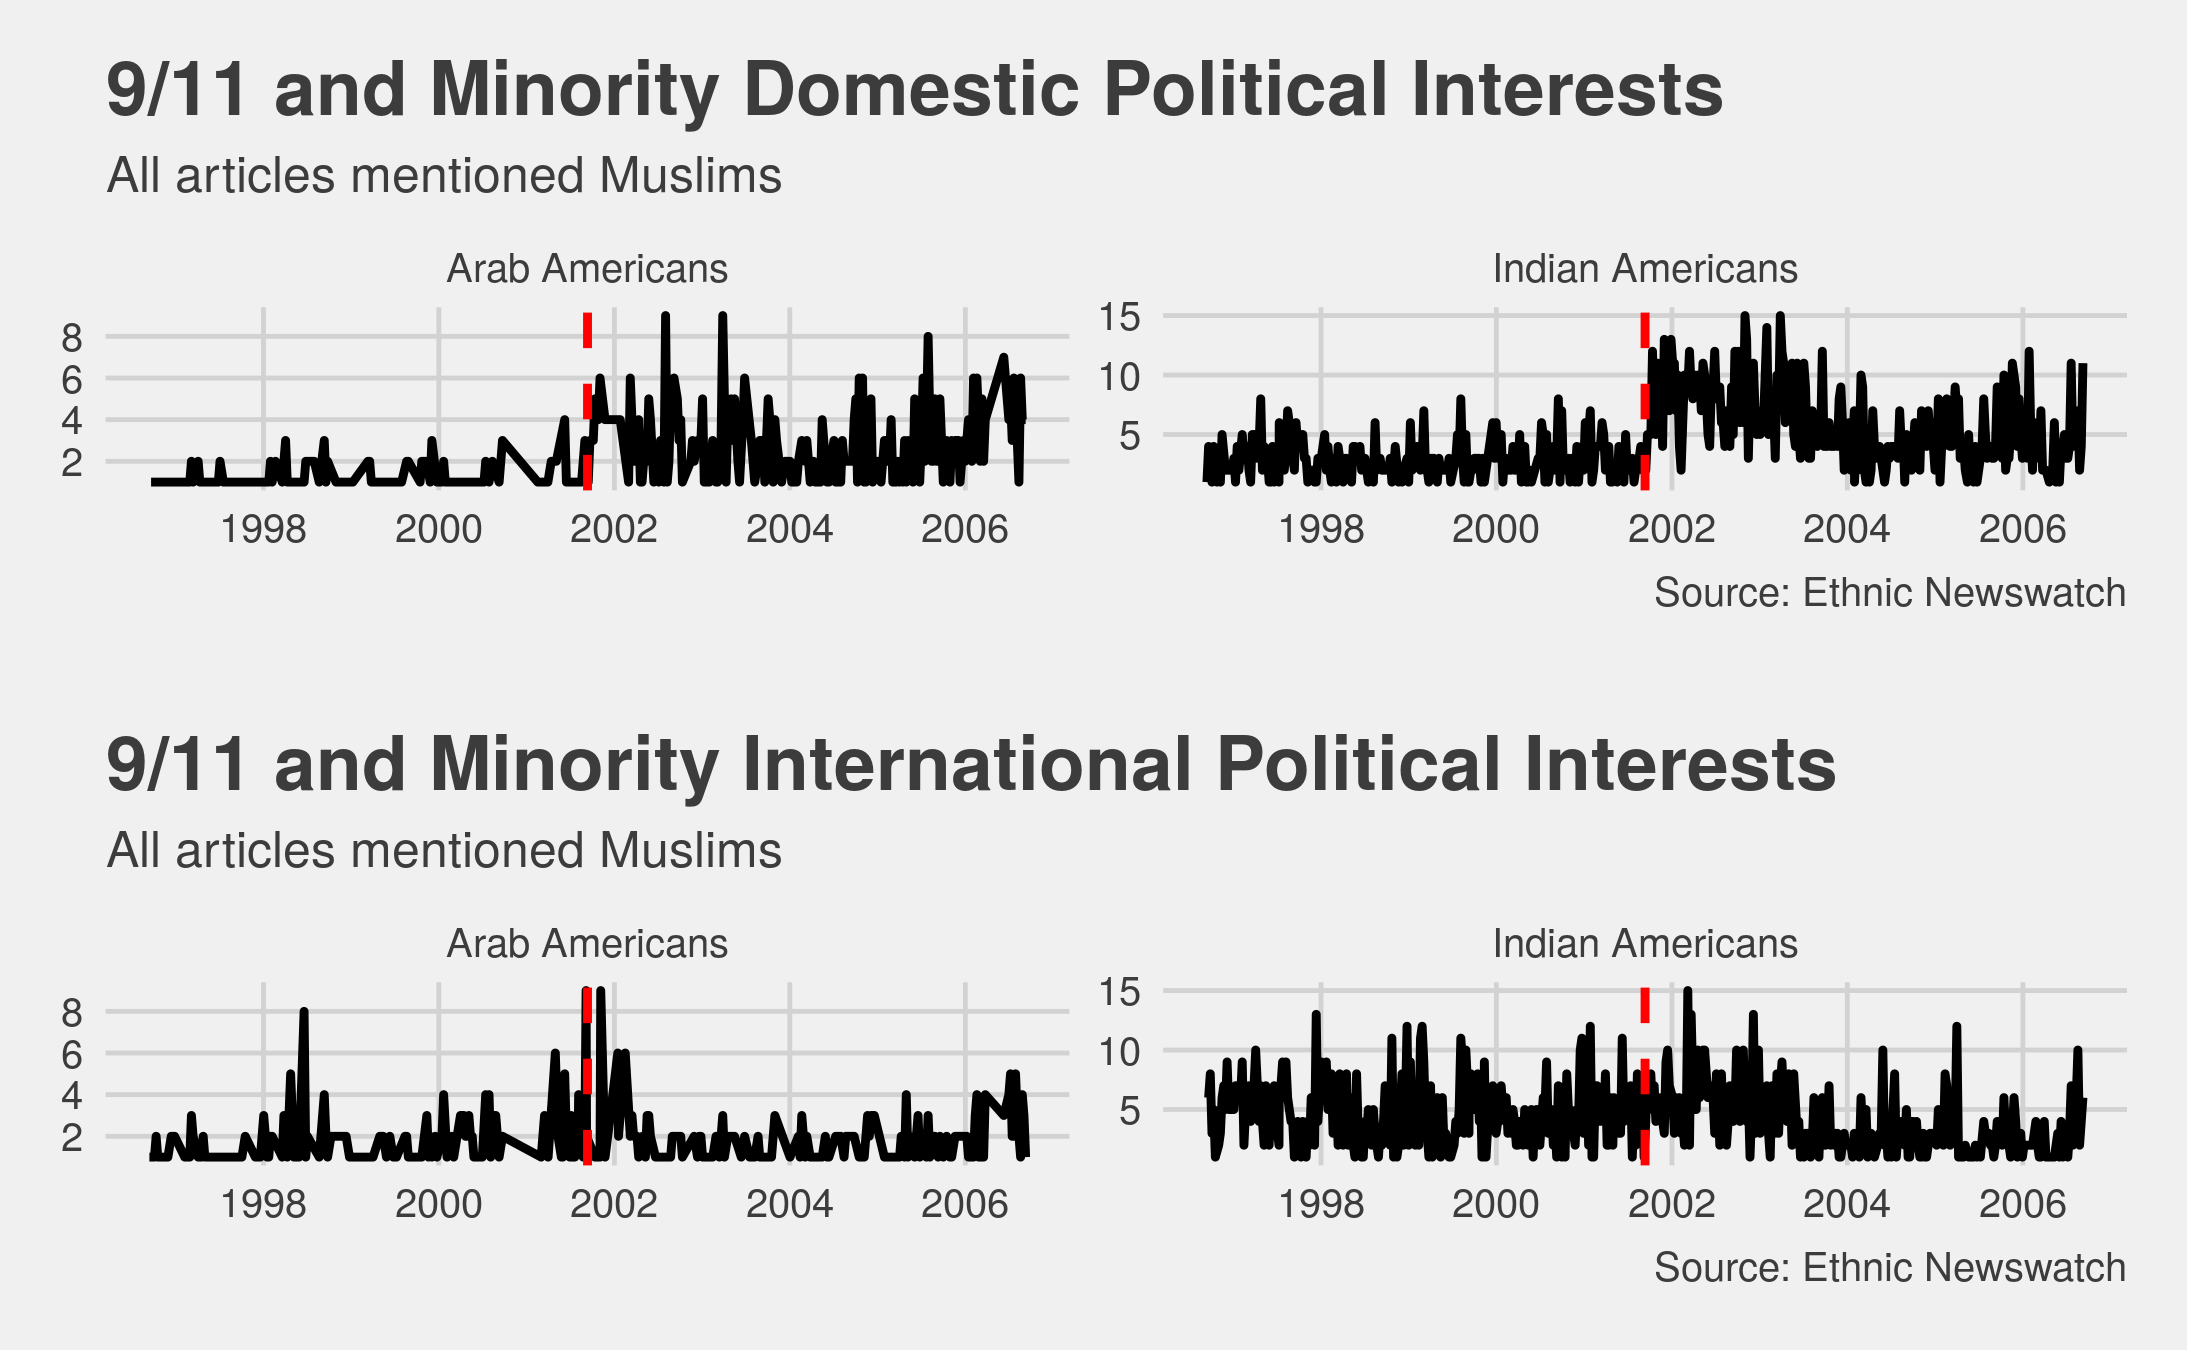 9/11 and Minority Domestic Political Interests
All articles mentioned Muslims
Arab Americans
8
6
4
2
1998 2000 2002 2004 2006
Indian Americans
15
10
5
1998 2000 2002 2004 2006
Source: Ethnic Newswatch
9/11 and Minority International Political Interests
All articles mentioned Muslims
Arab Americans
8
6
4
2
1998 2000 2002 2004 2006
Indian Americans
15
10
5
1998 2000 2002 2004 2006
Source: Ethnic Newswatch